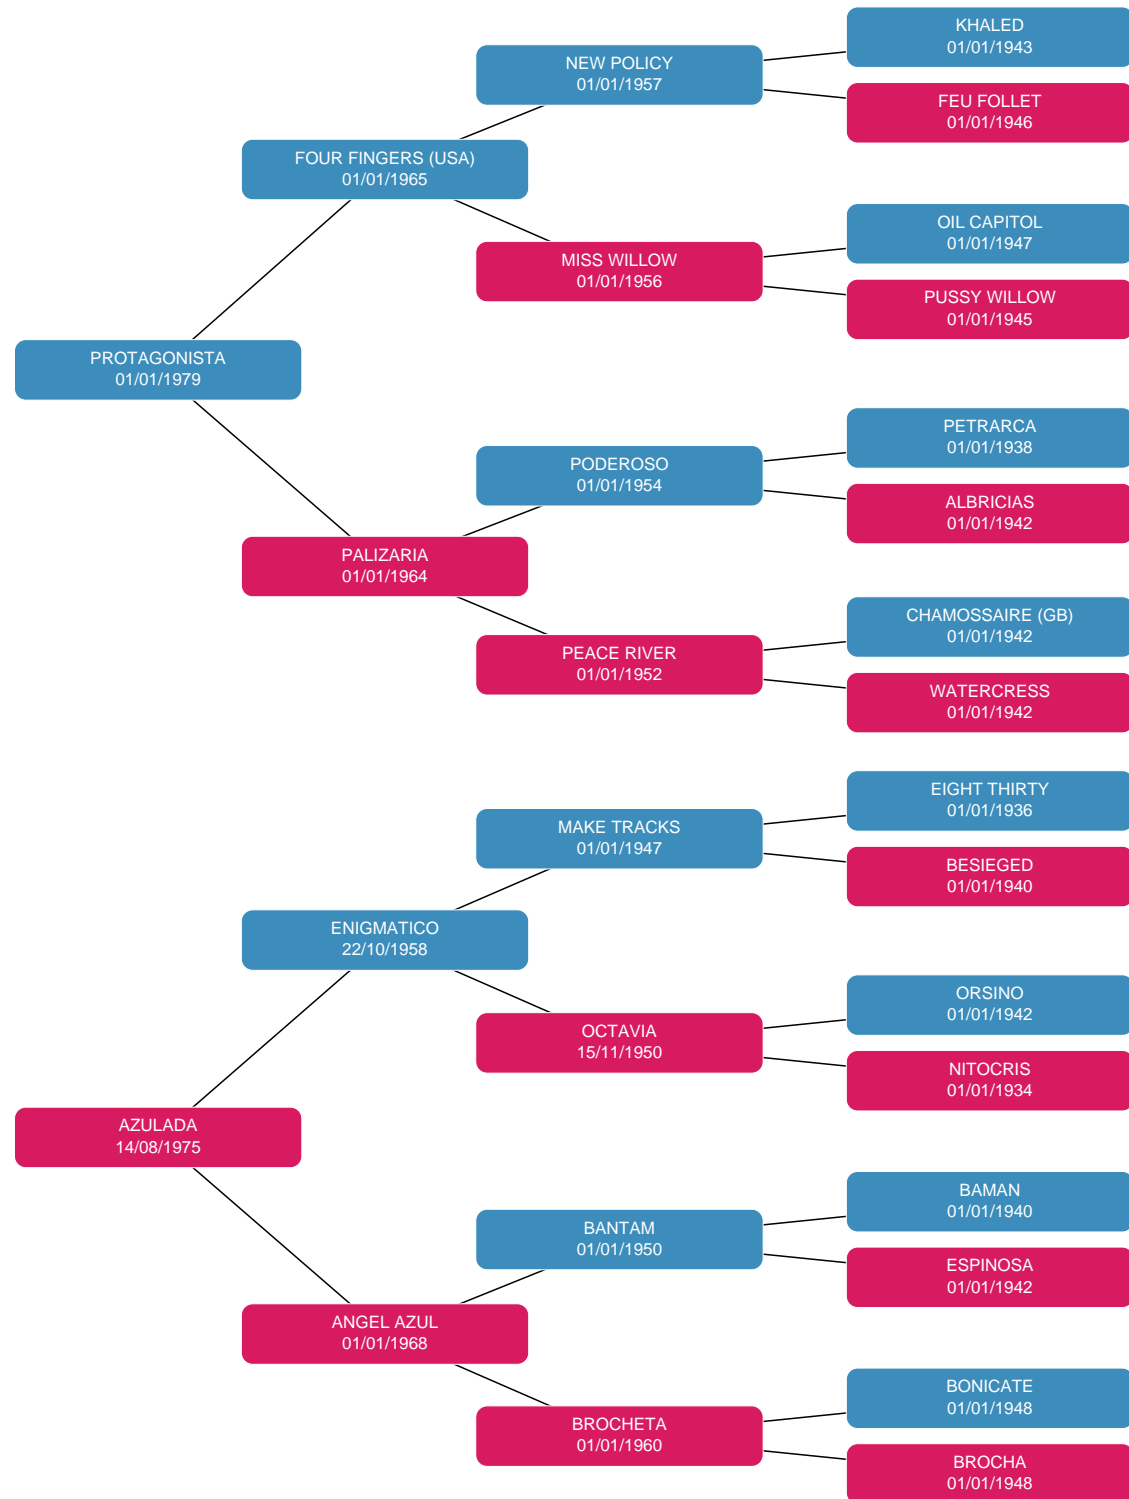 KHALED
01/01/1943
NEW POLICY
01/01/1957
FEU FOLLET
01/01/1946
FOUR FINGERS (USA)
01/01/1965
OIL CAPITOL
01/01/1947
MISS WILLOW
01/01/1956
PUSSY WILLOW
01/01/1945
PROTAGONISTA
01/01/1979
PETRARCA
01/01/1938
PODEROSO
01/01/1954
ALBRICIAS
01/01/1942
PALIZARIA
01/01/1964
CHAMOSSAIRE (GB)
01/01/1942
PEACE RIVER
01/01/1952
WATERCRESS
01/01/1942
EIGHT THIRTY
01/01/1936
MAKE TRACKS
01/01/1947
BESIEGED
01/01/1940
ENIGMATICO
22/10/1958
ORSINO
01/01/1942
OCTAVIA
15/11/1950
NITOCRIS
01/01/1934
AZULADA
14/08/1975
BAMAN
01/01/1940
BANTAM
01/01/1950
ESPINOSA
01/01/1942
ANGEL AZUL
01/01/1968
BONICATE
01/01/1948
BROCHETA
01/01/1960
BROCHA
01/01/1948